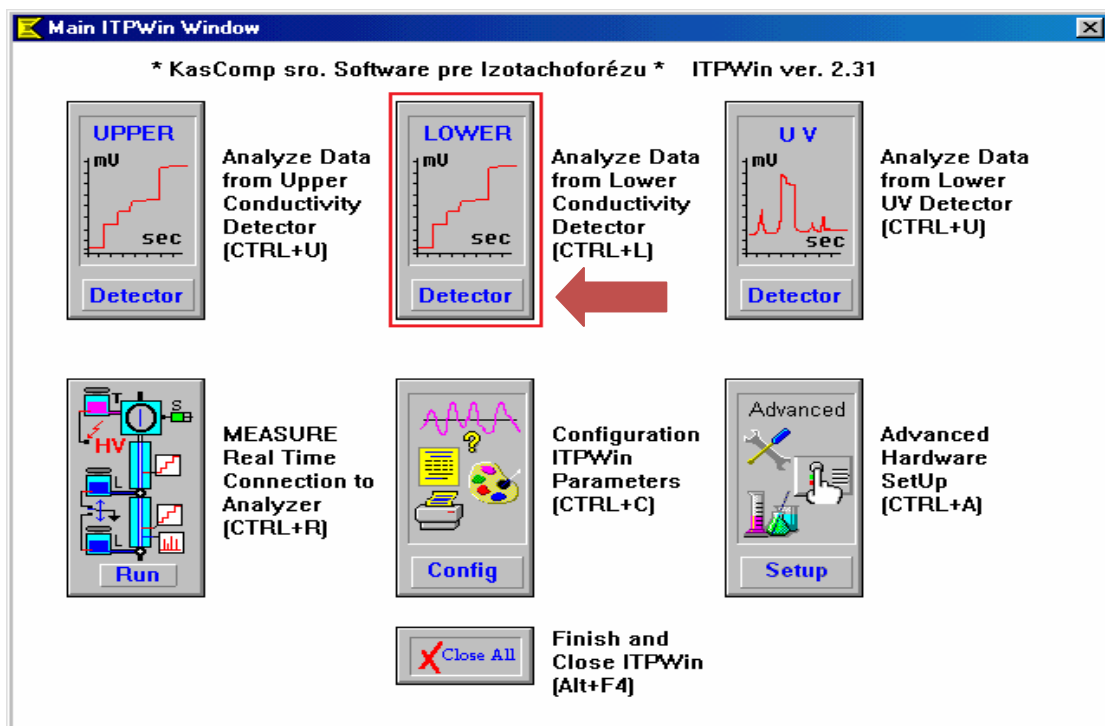 Main ITPWin Window
* KasComp sro. Software pre Izotachoforézu * ITPWin ver. 2.31
UPPER
mV
sec
Detector
Analyze Data
from Upper
Conductivity
Detector
(CTRL+U)
LOWER
mV
sec
Detector
Analyze Data
from Lower
Conductivity
Detector
(CTRL+L)
U V
mV
sec
Detector
Analyze Data
from Lower
UV Detector
(CTRL+U)
T
S
HV
L
L
Run
MEASURE
Real Time
Connection to
Analyzer
(CTRL+R)
?
Config
Configuration
ITPWin
Parameters
(CTRL+C)
Advanced
Setup
Advanced
Hardware
SetUp
(CTRL+A)
Close All
Finish and
Close ITPWin
(Alt+F4)